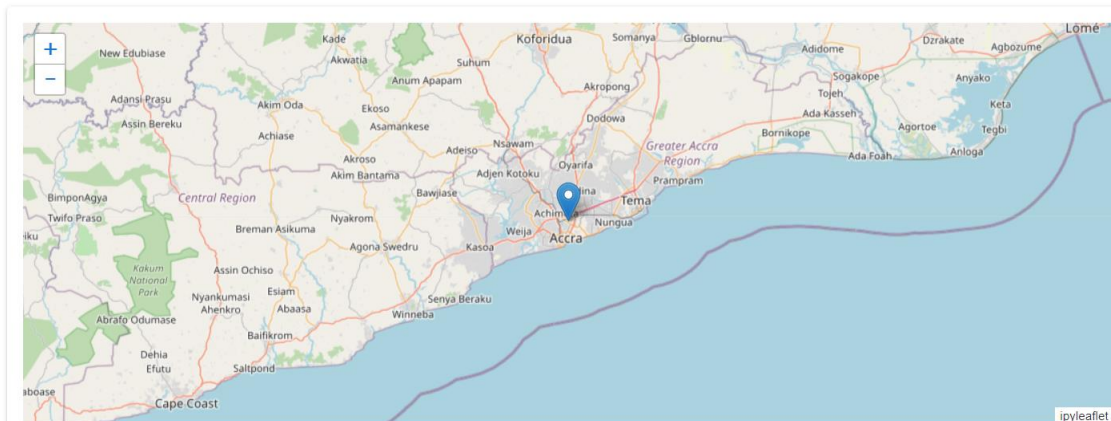 Lomé
+
−
New Edubiase
Kade
Koforidua
Somanya
Gblornu
Adidome
Dzrakate
Agbozume
Akwatia
Suhum
Anum Apapam
Akropong
Sogakope
Anyako
Adansi Prasu
Akim Oda
Ekoso
Tojeh
Keta
Assin Bereku
Asamankese
Dodowa
Ada Kasseh
Achiase
Nsawam
Bornikope
Agortoe
Tegbi
Akroso
Adeiso
Oyarifa
Greater Accra
Region
Ada Foah
Anloga
Akim Bantama
Adjen Kotoku
Prampram
BimponAgya
Central Region
Bawjiase
Tema
Twifo Praso
Nyakrom
Nungua
Breman Asikuma
Weija
Accra
Agona Swedru
Kasoa
Kakum
National
Park
Assin Ochiso
Nyankumasi
Ahenkro
Esiam
Abaasa
Senya Beraku
Abrafo Odumase
Winneba
Baifikrom
Dehia
Efutu
Saltpond
Cape Coast
ipyleaflet